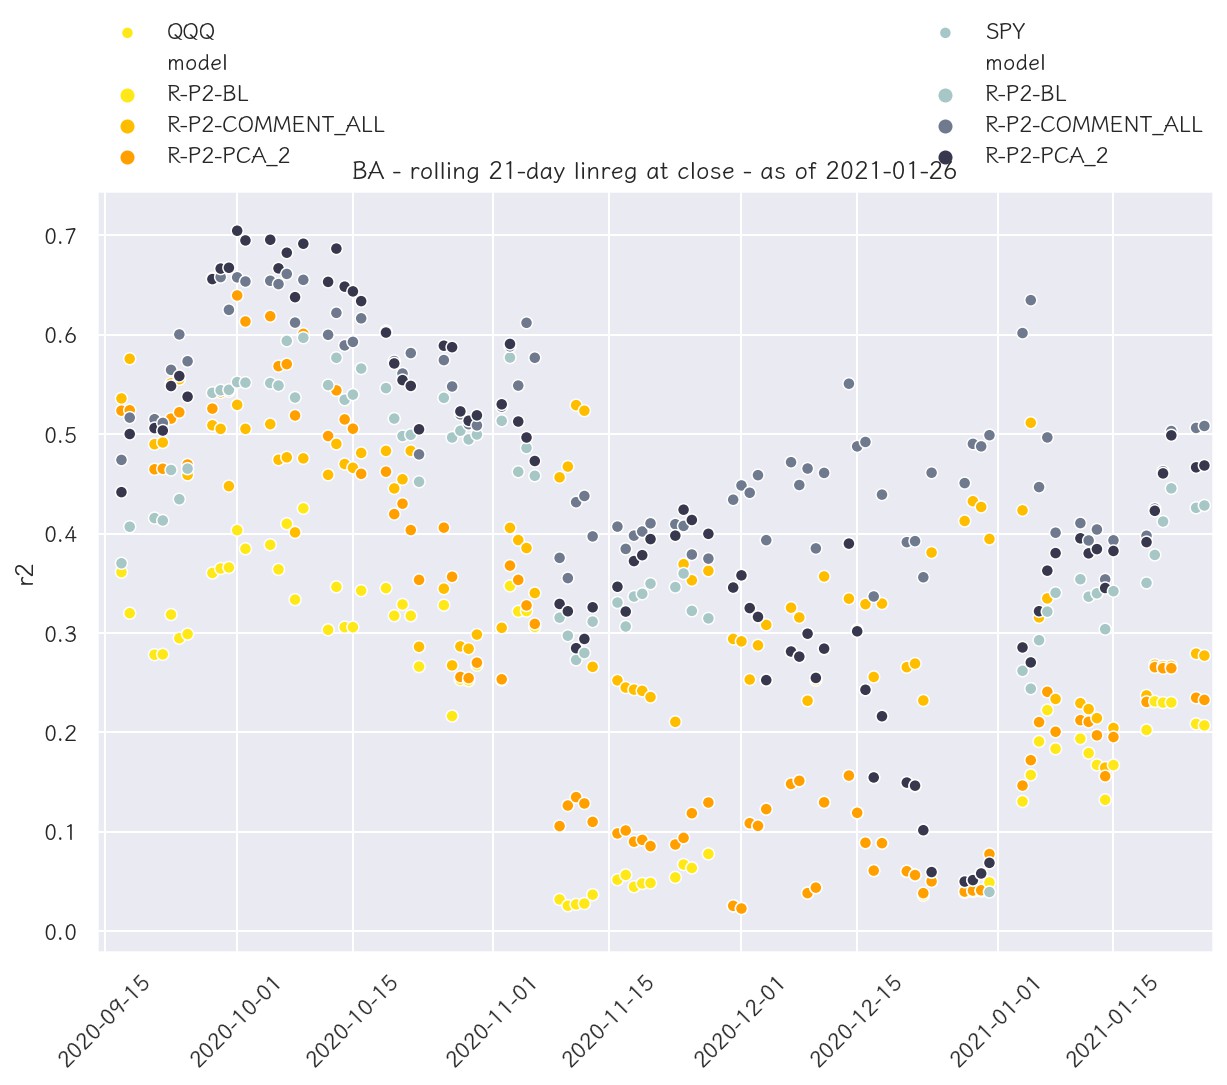 QQQ
model
R-P2-BL
R-P2-COMMENT_ALL
R-P2-PCA_2
SPY
model
R-P2-BL
R-P2-COMMENT_ALL
R-P2-PCA_2
BA - rolling 21-day linreg at close - as of 2021-01-26
r2
0.7
0.6
0.5
0.4
0.3
0.2
0.1
0.0
2020-09-15
2020-10-01
2020-10-15
2020-11-01
2020-11-15
2020-12-01
2020-12-15
2021-01-01
2021-01-15